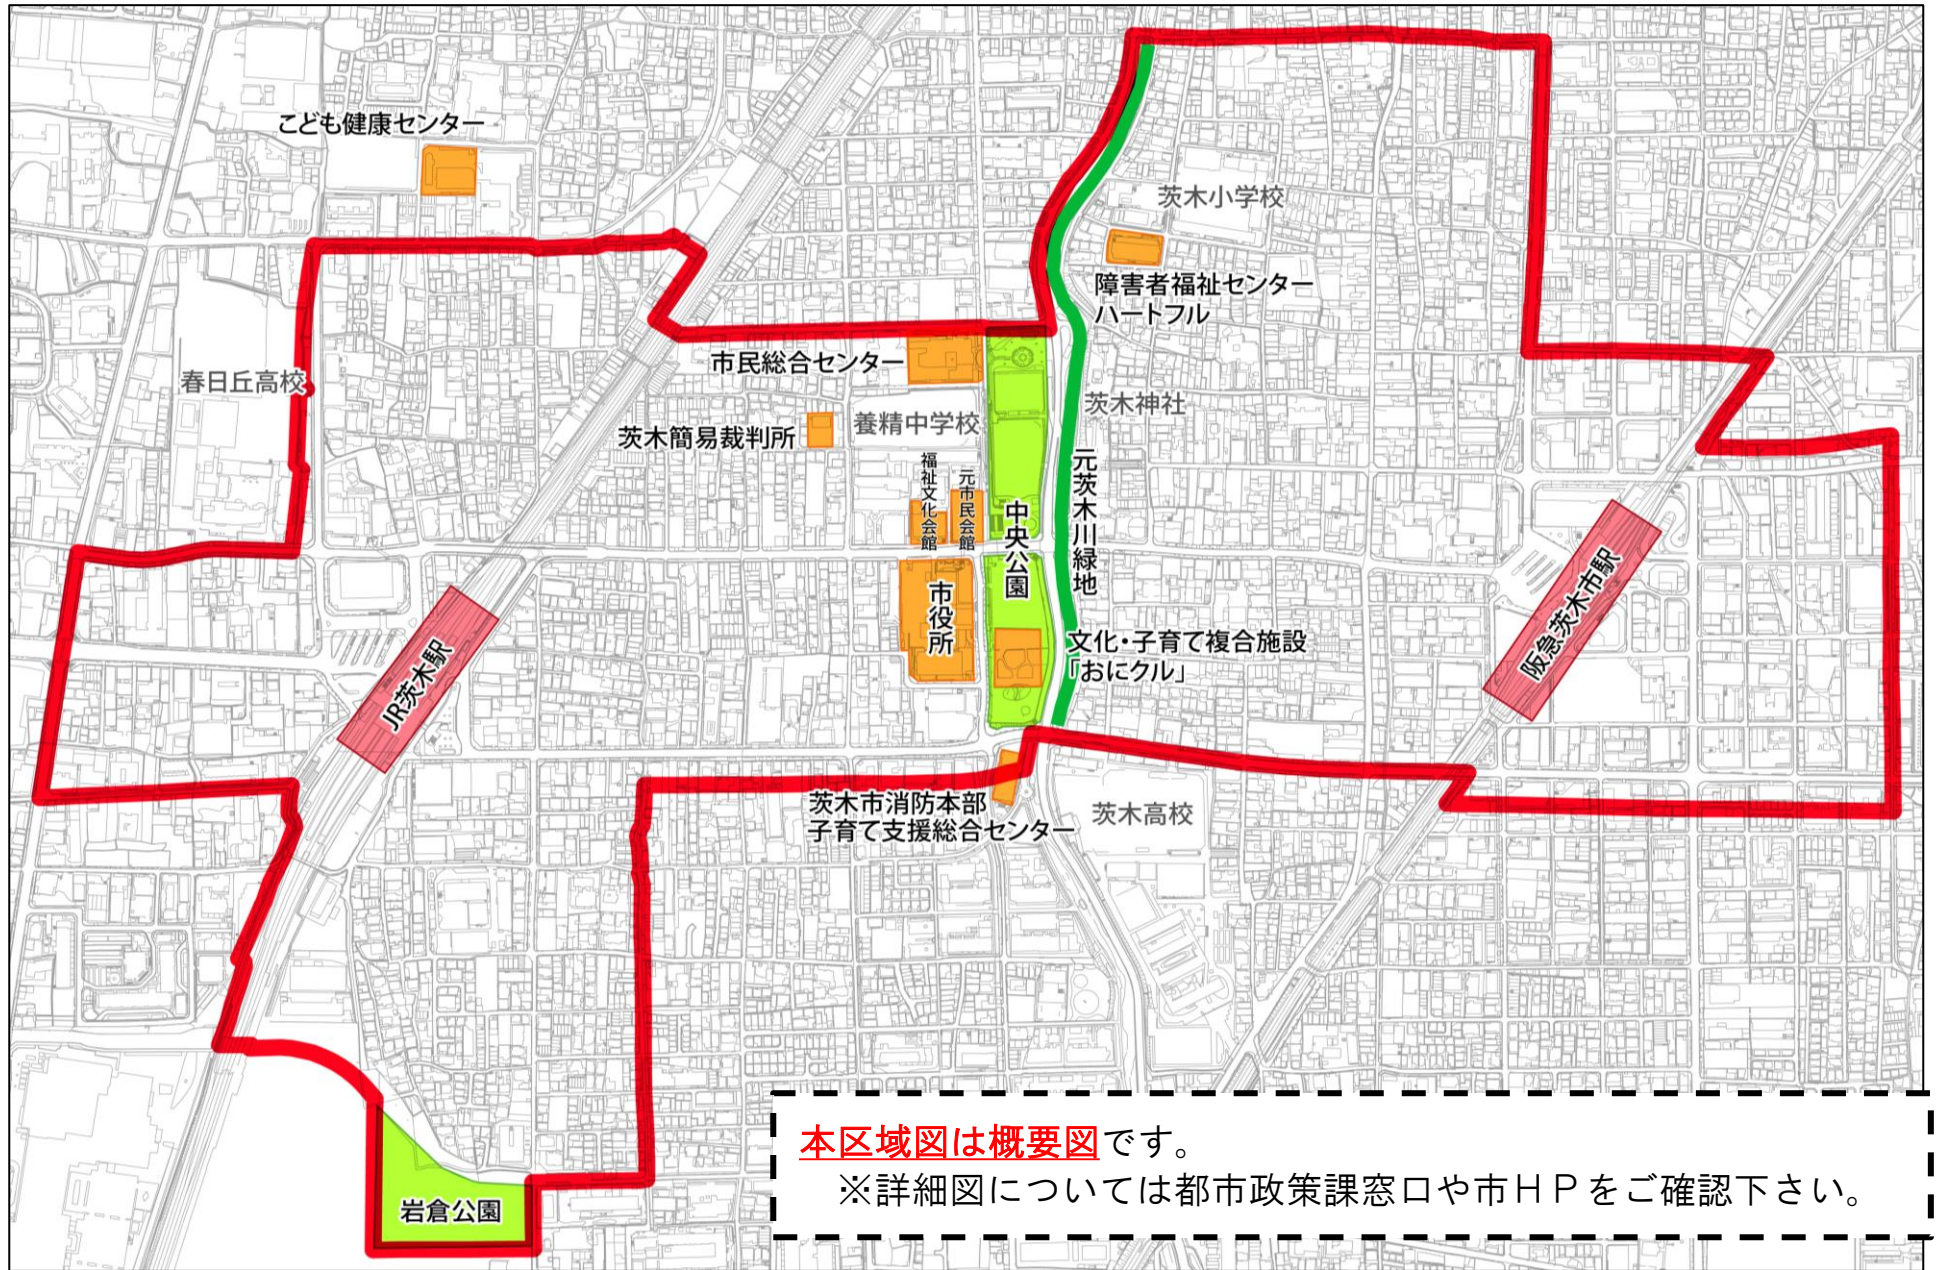 こども健康センター
茨木小学校
障害者福祉センター
ハートフル
市民総合センター
春日丘高校
茨木神社
養精中学校
茨木簡易裁判所
福祉文化会館
元市民会館
中央公園
元茨木川緑地
市役所
文化・子育て複合施設
「おにクル」
JR茨木駅
阪急茨木市駅
茨木市消防本部
子育て支援総合センター
茨木高校
岩倉公園
本区域図は概要図です。
※詳細図については都市政策課窓口や市ＨＰをご確認下さい。